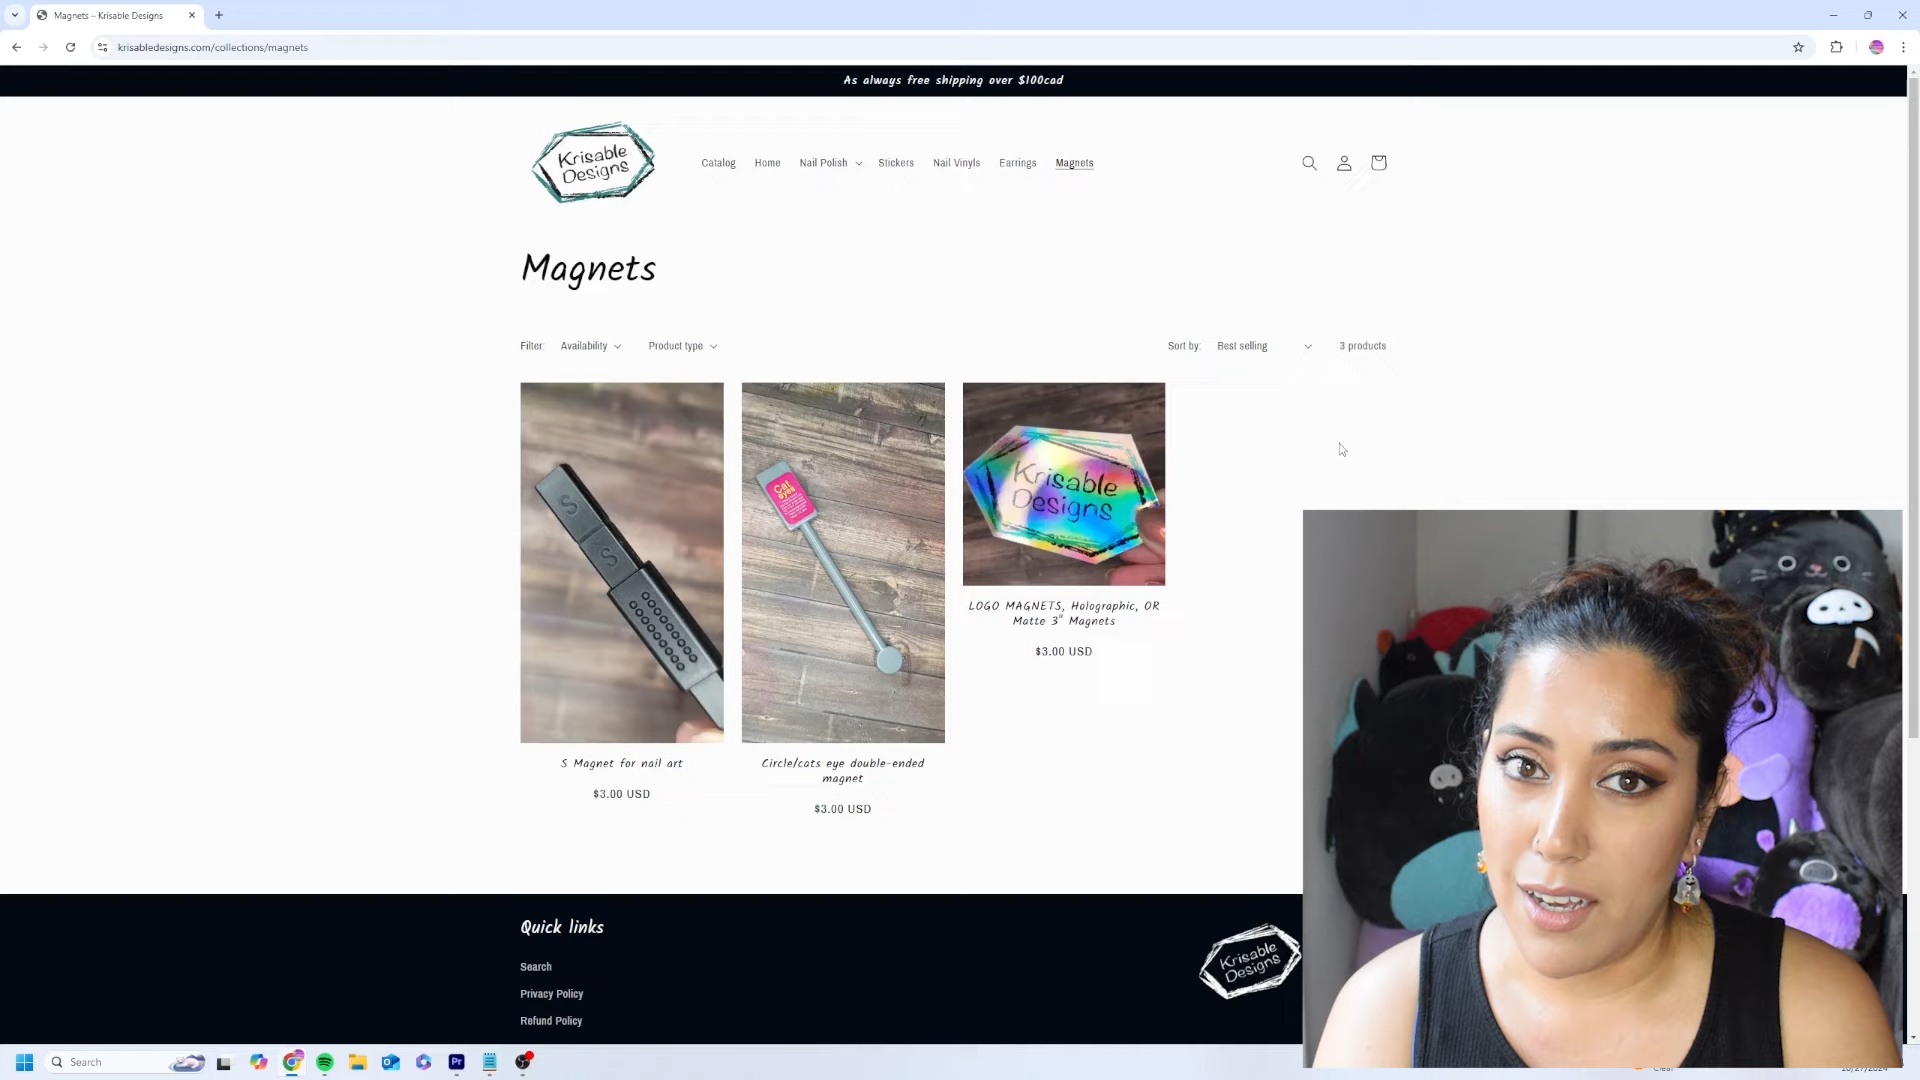 Magnets – Krisable Designs
krisabledesigns.com/collections/magnets
As always free shipping over $100cad
Krisable
Designs
Catalog
Home
Nail Polish
Stickers
Nail Vinyls
Earrings
Magnets
Magnets
Filter:
Availability
Product type
Sort by:
Best selling
3 products
S
S
Cat
eyes
Krisable
Designs
S Magnet for nail art
$3.00 USD
Circle/cats eye double-ended
magnet
$3.00 USD
LOGO MAGNETS, Holographic, OR
Matte 3" Magnets
$3.00 USD
Quick links
Search
Privacy Policy
Refund Policy
Krisable
Designs
Search
Pr